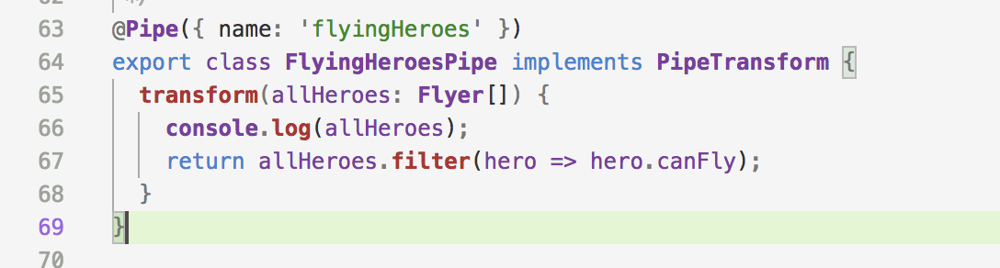 62 */
63 @Pipe({ name: 'flyingHeroes' })
64 export class FlyingHeroesPipe implements PipeTransform {
65 transform(allHeroes: Flyer[]) {
66 console.log(allHeroes);
67 return allHeroes.filter(hero => hero.canFly);
68 }
69 }
70